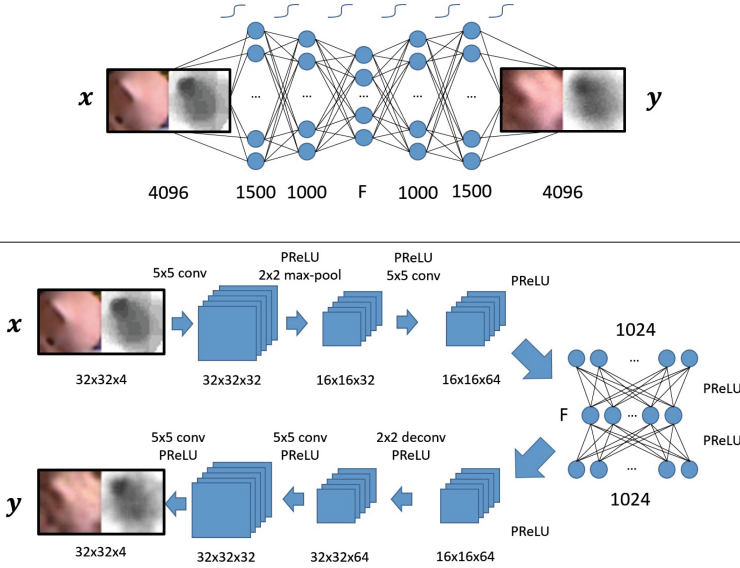 x
...
...
...
...
...
y
4096
1500
1000
F
1000
1500
4096
5x5 conv
PReLU
2x2 max-pool
PReLU
5x5 conv
PReLU
x
32x32x4
32x32x32
16x16x32
16x16x64
1024
...
PReLU
F
...
PReLU
...
1024
5x5 conv
PReLU
5x5 conv
PReLU
2x2 deconv
PReLU
PReLU
y
32x32x4
32x32x32
32x32x64
16x16x64